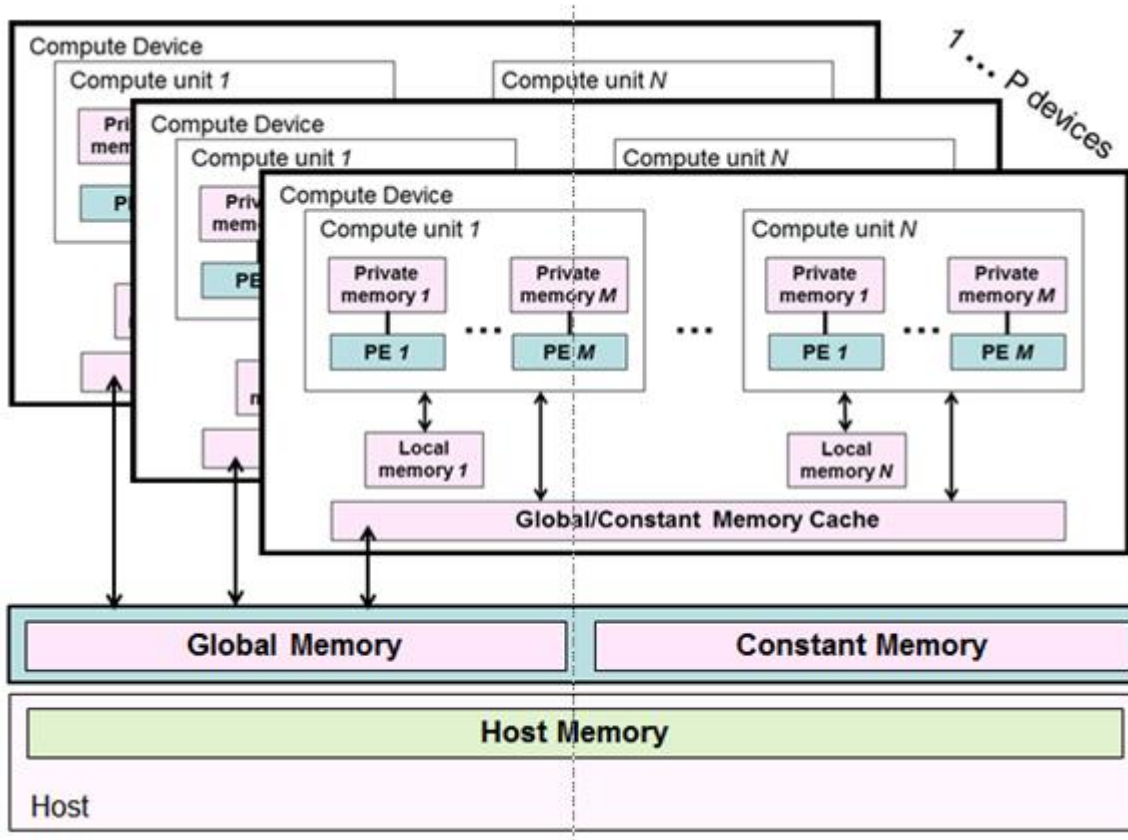 Compute Device
Compute unit 1
Compute unit N
1 ... P devices
Compute Device
Compute unit 1
Compute unit N
Compute Device
Compute unit 1
Compute unit N
Private memory 1
Private memory M
Private memory 1
Private memory M
...
...
...
PE 1
PE M
PE 1
PE M
Local memory 1
Local memory N
Global/Constant Memory Cache
Global Memory
Constant Memory
Host Memory
Host